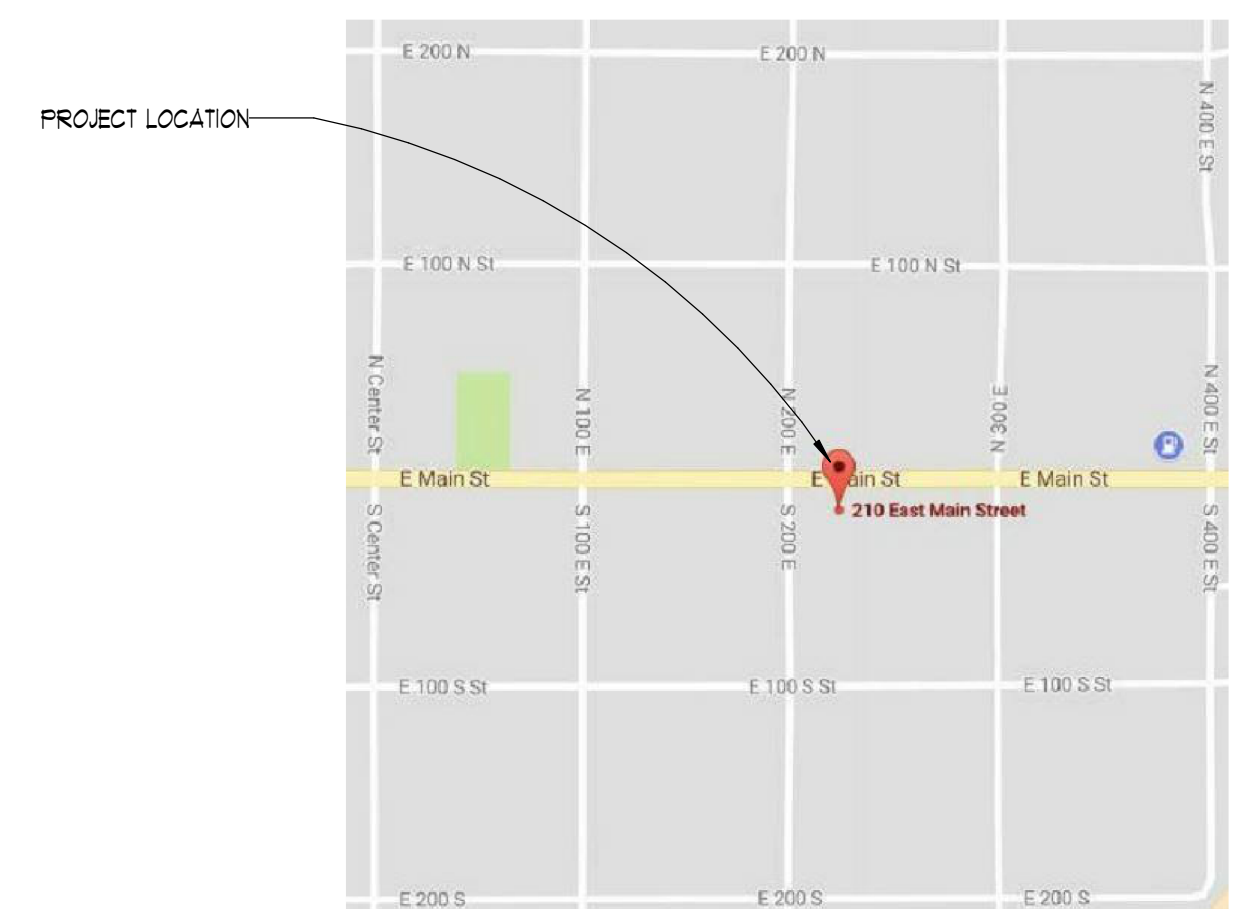 E 200 N
E 200 N
N 400 E St
PROJECT LOCATION
E 100 N St
E 100 N St
N Center St
N 100 E
N 200 E
N 300 E
N 400 E St
E Main St
E ain St
E Main St
210 East Main Street
S Center St
S 100 E St
S 200 E
S 400 E St
E 100 S St
E 100 S St
E 100 S St
E 200 S
E 200 S
E 200 S